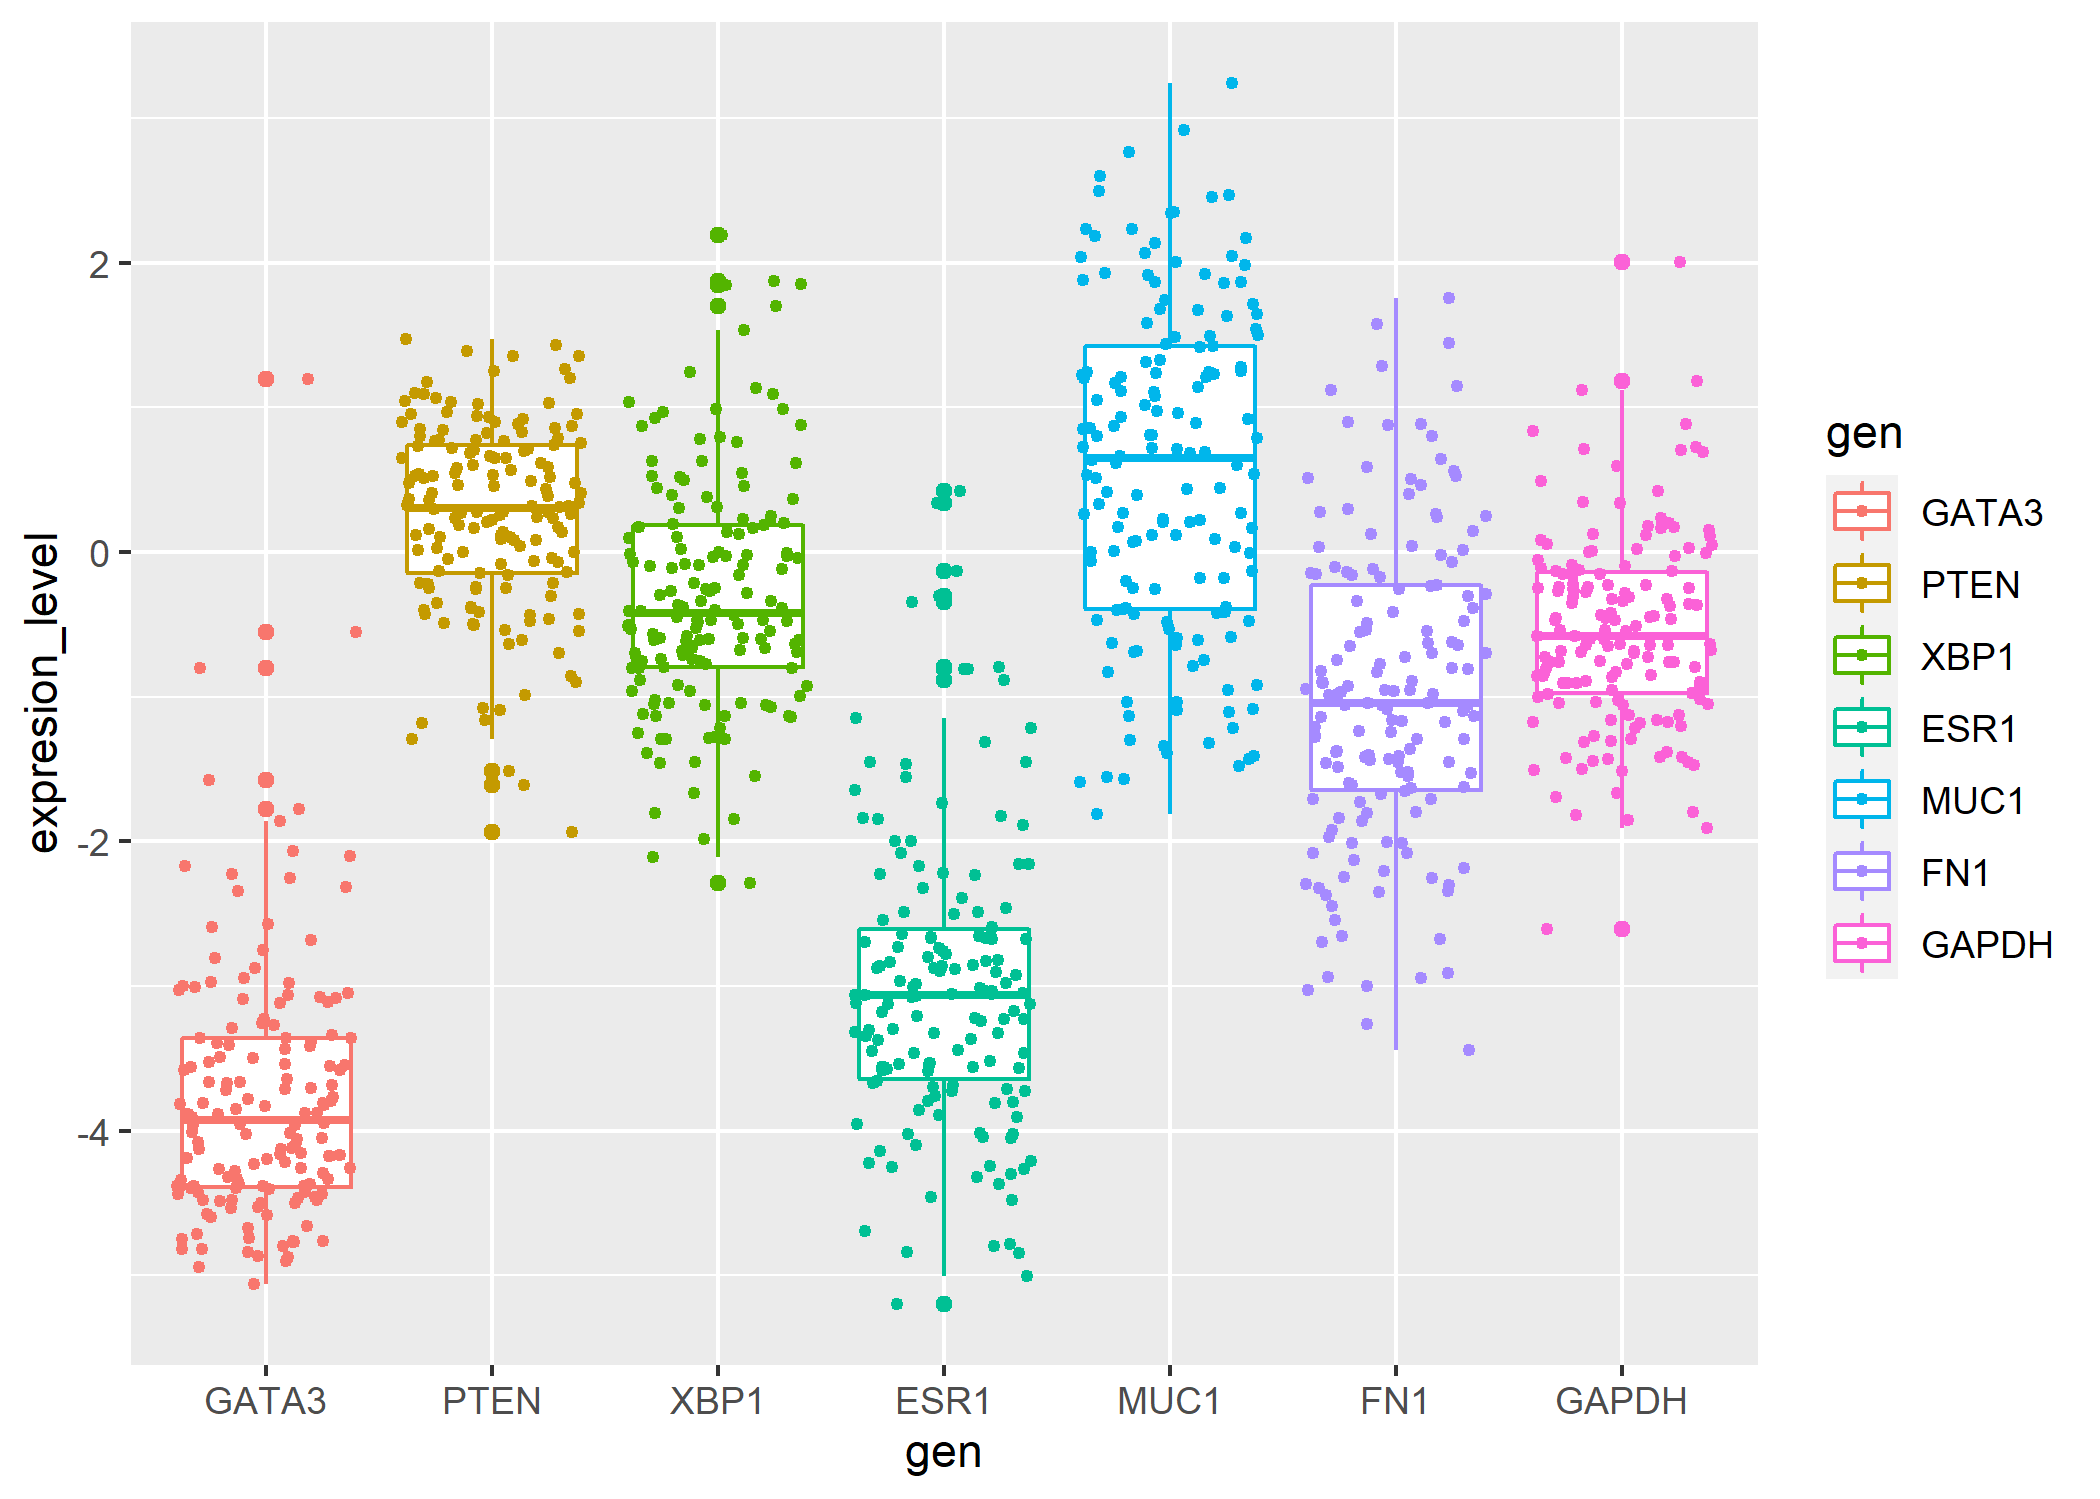 expresion_level
2
0
-2
-4
GATA3 PTEN XBP1 ESR1 MUC1 FN1 GAPDH
gen
gen
GATA3
PTEN
XBP1
ESR1
MUC1
FN1
GAPDH